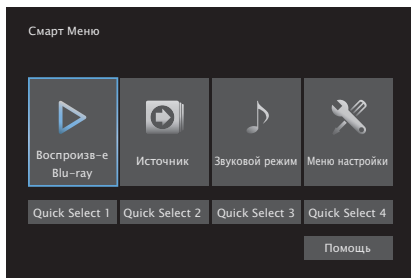 Смарт Меню
Воспроизв-е
Blu-ray
Источник
Звуковой режим
Меню настройки
Quick Select 1
Quick Select 2
Quick Select 3
Quick Select 4
Помощь